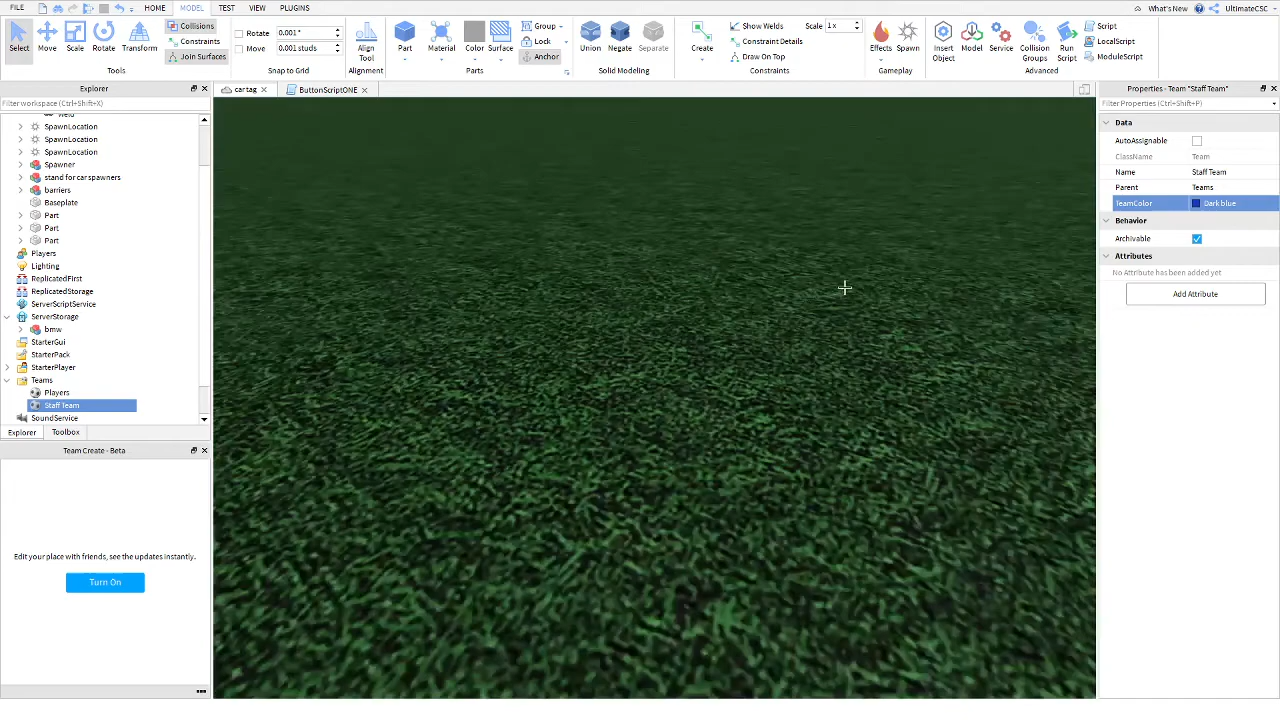 FILE HOME MODEL TEST VIEW PLUGINS What's New UltimateCSG
Select Move Scale Rotate Transform
Collisions
Constraints
Join Surfaces
Tools
Rotate 0.001°
Move 0.001 studs
Snap to Grid
Align Tool
Alignment
Part Material Color Surface
Group
Lock
Anchor
Parts
Union Negate Separate
Solid Modeling
Create
Show Welds Scale 1x
Constraint Details
Draw On Top
Constraints
Effects Spawn
Gameplay
Insert Object Model Service Collision Groups Run Script
Script
LocalScript
ModuleScript
Advanced
Explorer
Filter workspace (Ctrl+Shift+X)
Weld
SpawnLocation
SpawnLocation
SpawnLocation
Spawner
stand for car spawners
barriers
Baseplate
Part
Part
Part
Players
Lighting
ReplicatedFirst
ReplicatedStorage
ServerScriptService
ServerStorage
bmw
StarterGui
StarterPack
StarterPlayer
Teams
Players
Staff Team
SoundService
Explorer Toolbox
Team Create - Beta
Edit your place with friends, see the updates instantly.
Turn On
cartag ButtonScriptONE
Properties - Team "Staff Team"
Filter Properties (Ctrl+Shift+P)
Data
AutoAssignable
ClassName Team
Name Staff Team
Parent Teams
TeamColor Dark blue
Behavior
Archivable
Attributes
No Attribute has been added yet
Add Attribute